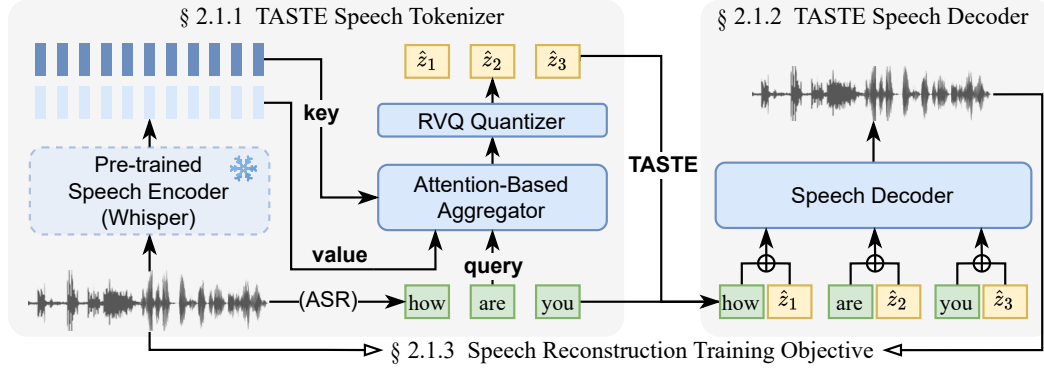 § 2.1.1 TASTE Speech Tokenizer
ẑ₁ ẑ₂ ẑ₃
key
RVQ Quantizer
Pre-trained
Speech Encoder
(Whisper)
Attention-Based
Aggregator
value
query
(ASR)
how are you
TASTE
§ 2.1.2 TASTE Speech Decoder
Speech Decoder
how ẑ₁ are ẑ₂ you ẑ₃
§ 2.1.3 Speech Reconstruction Training Objective